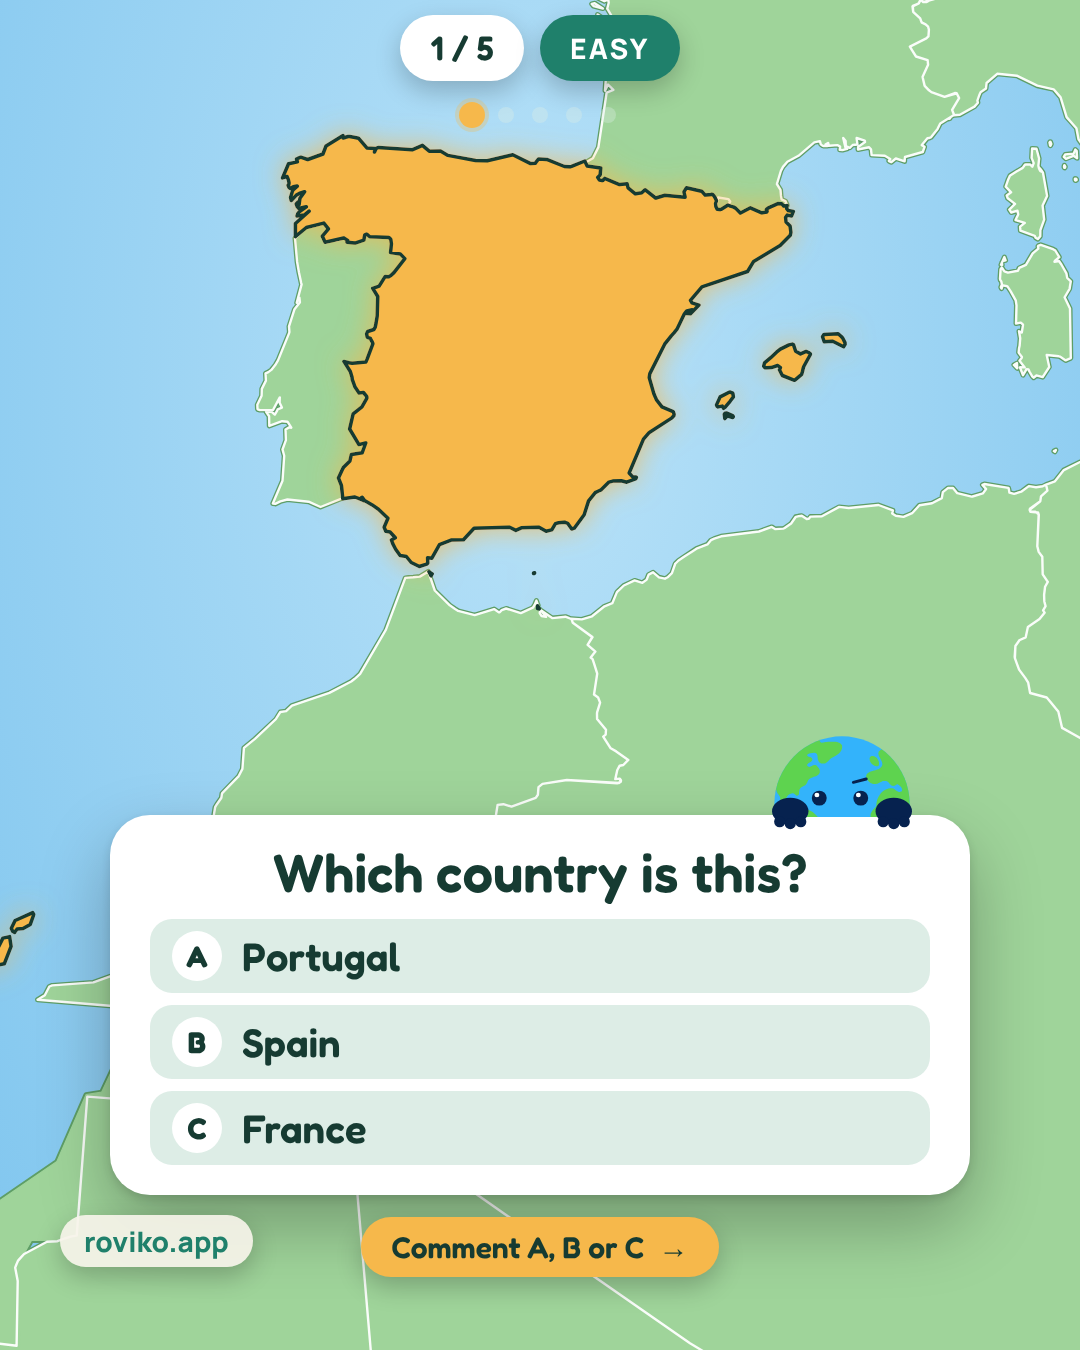 1 / 5
EASY
Which country is this?
A Portugal
B Spain
C France
roviko.app
Comment A, B or C →